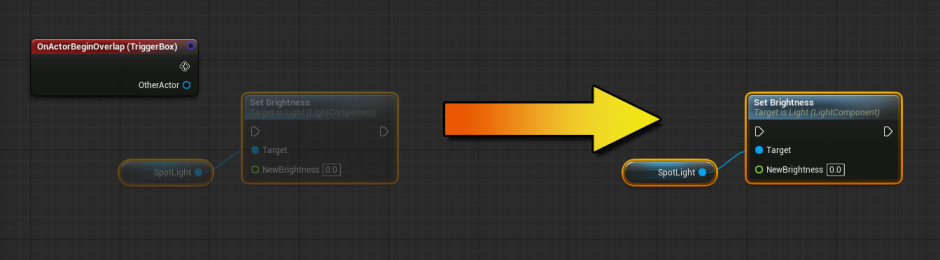 OnActorBeginOverlap (TriggerBox)
OtherActor
Set Brightness
Target is Light (LightComponent)
Target
NewBrightness 0.0
SpotLight
Set Brightness
Target is Light (LightComponent)
Target
NewBrightness 0.0
SpotLight